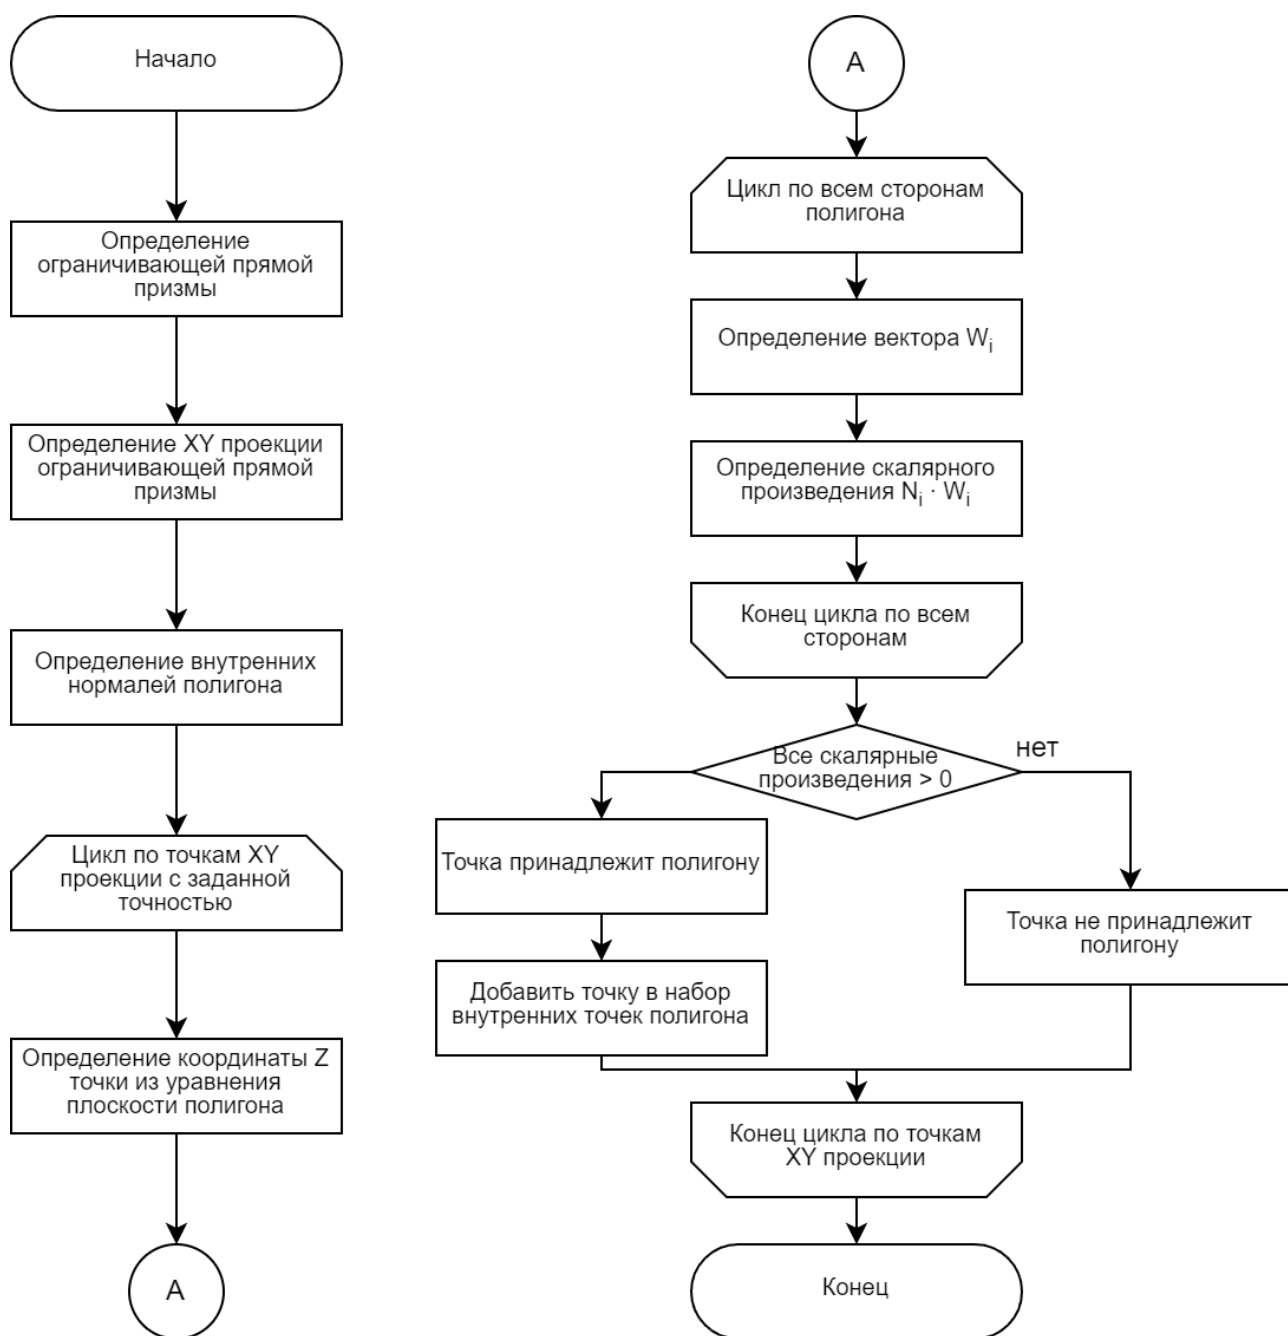 Начало
Определение
ограничивающей прямой
призмы
Определение XY проекции
ограничивающей прямой
призмы
Определение внутренних
нормалей полигона
Цикл по точкам XY
проекции с заданной
точностью
Определение координаты Z
точки из уравнения
плоскости полигона
А
А
Цикл по всем сторонам
полигона
Определение вектора Wi
Определение скалярного
произведения Ni · Wi
Конец цикла по всем
сторонам
Все скалярные
произведения > 0
нет
Точка принадлежит полигону
Добавить точку в набор
внутренних точек полигона
Точка не принадлежит
полигону
Конец цикла по точкам
XY проекции
Конец